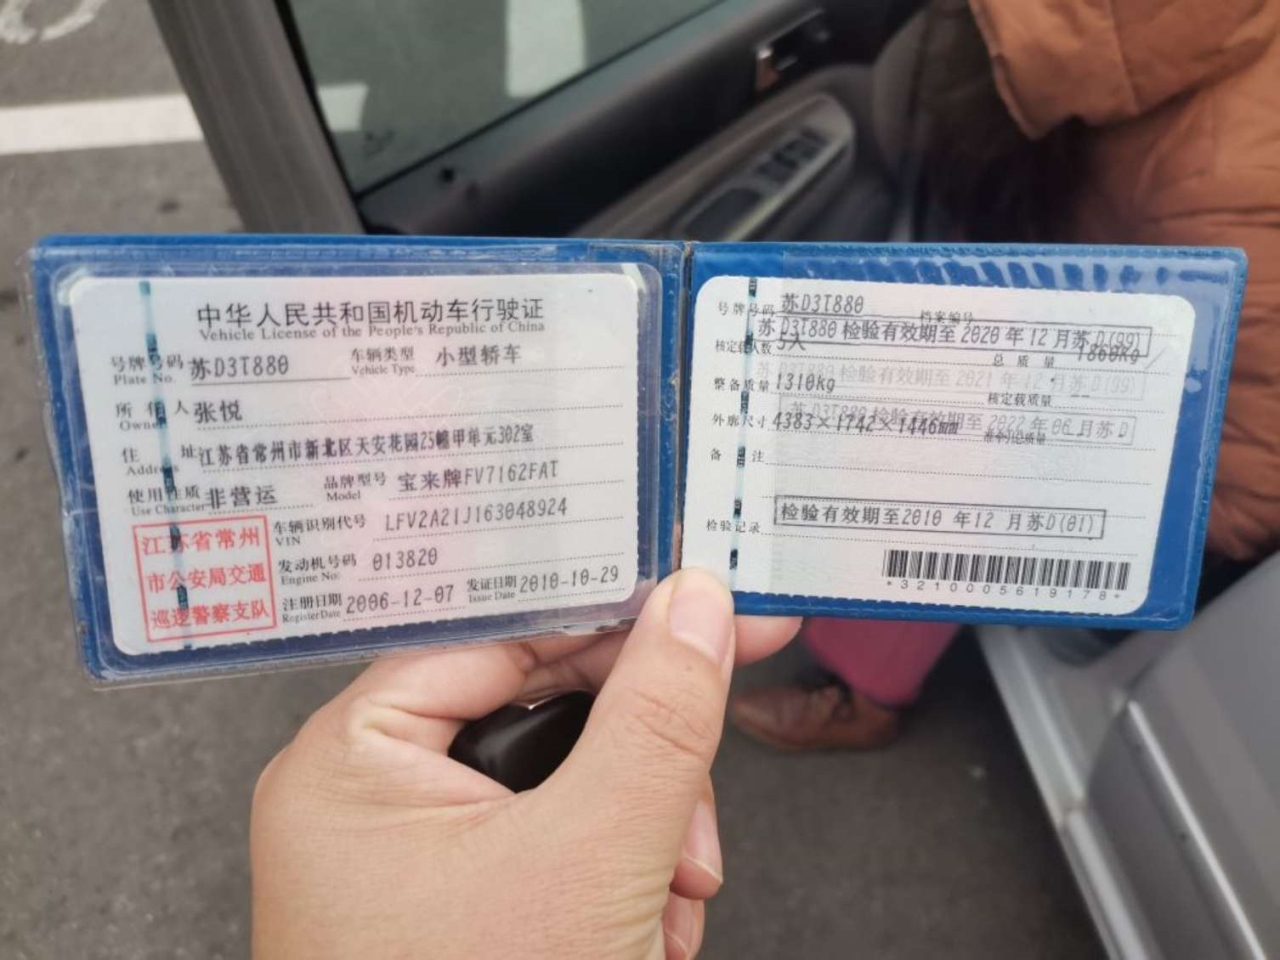 中华人民共和国机动车行驶证
Vehicle License of the People's Republic of China
号牌号码 苏D3T880 车辆类型 小型轿车
Plate No. Vehicle Type
所有人 张悦
Owner
住址 江苏省常州市新北区天安花园25幢甲单元302室
Address
使用性质 非营运 品牌型号 宝来牌FV7162FAT
Use Character Model
江苏省常州
市公安局交通
巡逻警察支队
车辆识别代号 LFV2A21J163048924
VIN
发动机号码 013820
Engine No.
注册日期 2006-12-07 发证日期 2010-10-29
Register Date Issue Date
号牌号码 苏D3T880 档案编号
苏D3T880 检验有效期至2020年12月苏D(99)
核定载人数 5人 总质量 1860kg
苏D3T880 检验有效期至2021年12月苏D(99)
整备质量 1310kg 核定载质量
苏D3T880 检验有效期至2022年06月苏D
外廓尺寸 4383×1742×1446mm 准牵引总质量
备注
检验记录 检验有效期至2010年12月苏D(01)
*3210005619178*